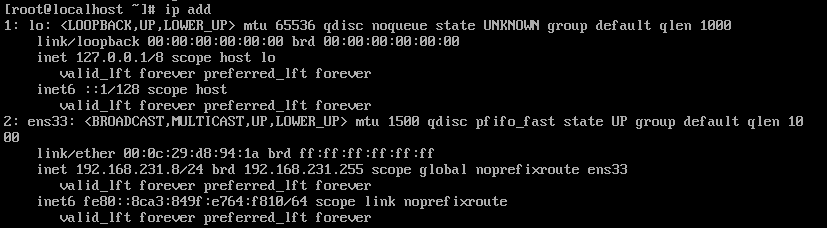 [root@localhost ~]# ip add
1: lo: <LOOPBACK,UP,LOWER_UP> mtu 65536 qdisc noqueue state UNKNOWN group default qlen 1000
    link/loopback 00:00:00:00:00:00 brd 00:00:00:00:00:00
    inet 127.0.0.1/8 scope host lo
       valid_lft forever preferred_lft forever
    inet6 ::1/128 scope host
       valid_lft forever preferred_lft forever
2: ens33: <BROADCAST,MULTICAST,UP,LOWER_UP> mtu 1500 qdisc pfifo_fast state UP group default qlen 10
00
    link/ether 00:0c:29:d8:94:1a brd ff:ff:ff:ff:ff:ff
    inet 192.168.231.8/24 brd 192.168.231.255 scope global noprefixroute ens33
       valid_lft forever preferred_lft forever
    inet6 fe80::8ca3:849f:e764:f810/64 scope link noprefixroute
       valid_lft forever preferred_lft forever